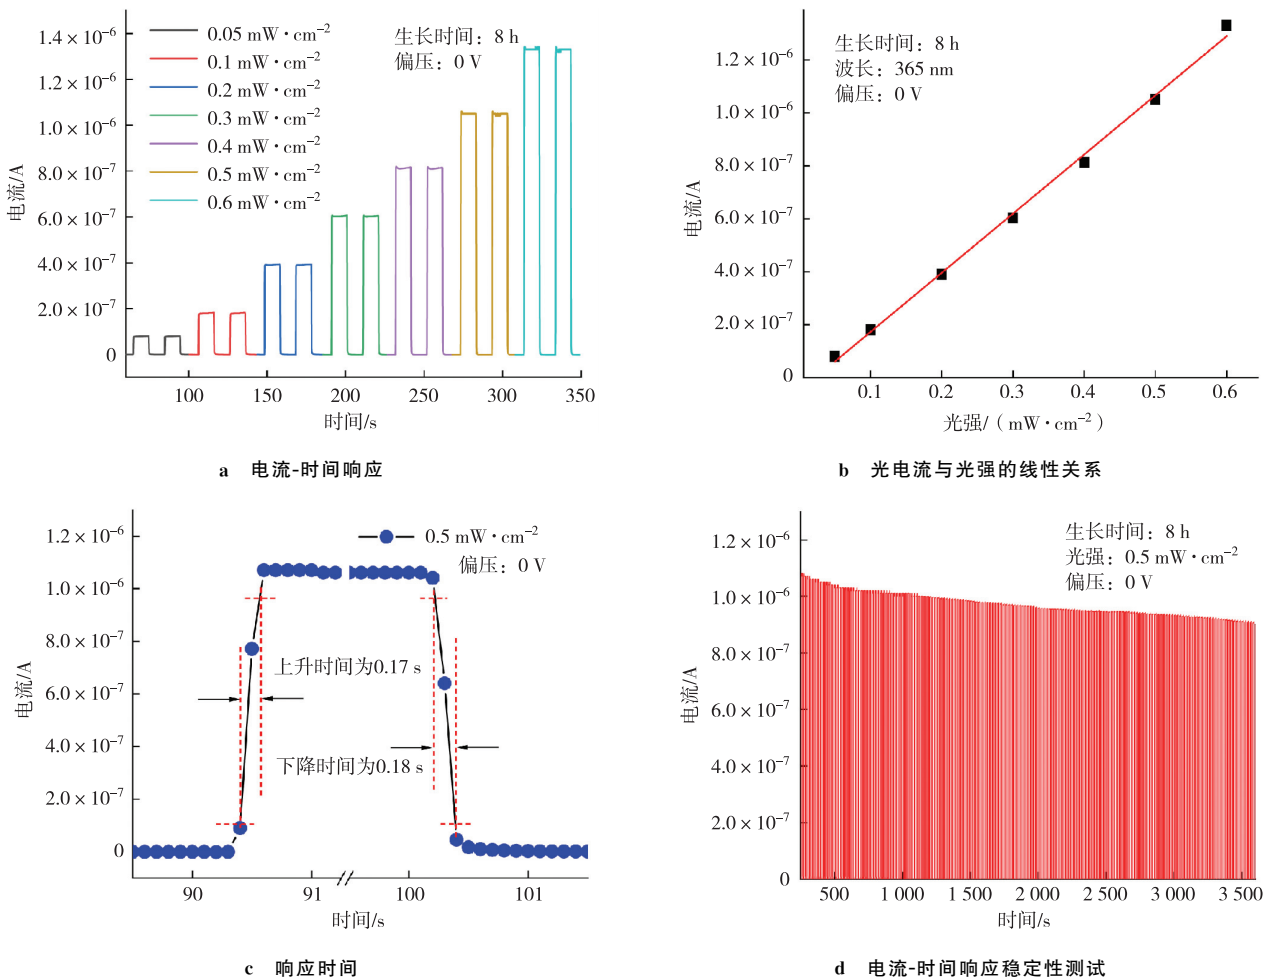 1.4×10⁻⁶
1.2×10⁻⁶
1.0×10⁻⁶
8.0×10⁻⁷
6.0×10⁻⁷
4.0×10⁻⁷
2.0×10⁻⁷
0
电流/A
0.05 mW·cm⁻²
0.1 mW·cm⁻²
0.2 mW·cm⁻²
0.3 mW·cm⁻²
0.4 mW·cm⁻²
0.5 mW·cm⁻²
0.6 mW·cm⁻²
生长时间：8 h
偏压：0 V
100 150 200 250 300 350
时间/s
a 电流-时间响应
生长时间：8 h
波长：365 nm
偏压：0 V
1.2×10⁻⁶
1.0×10⁻⁶
8.0×10⁻⁷
6.0×10⁻⁷
4.0×10⁻⁷
2.0×10⁻⁷
0
电流/A
0.1 0.2 0.3 0.4 0.5 0.6
光强/（mW·cm⁻²）
b 光电流与光强的线性关系
1.2×10⁻⁶
1.0×10⁻⁶
8.0×10⁻⁷
6.0×10⁻⁷
4.0×10⁻⁷
2.0×10⁻⁷
0
电流/A
0.5 mW·cm⁻²
偏压：0 V
上升时间为0.17 s
下降时间为0.18 s
90 91 100 101
时间/s
c 响应时间
生长时间：8 h
光强：0.5 mW·cm⁻²
偏压：0 V
1.2×10⁻⁶
1.0×10⁻⁶
8.0×10⁻⁷
6.0×10⁻⁷
4.0×10⁻⁷
2.0×10⁻⁷
0
电流/A
500 1 000 1 500 2 000 2 500 3 000 3 500
时间/s
d 电流-时间响应稳定性测试